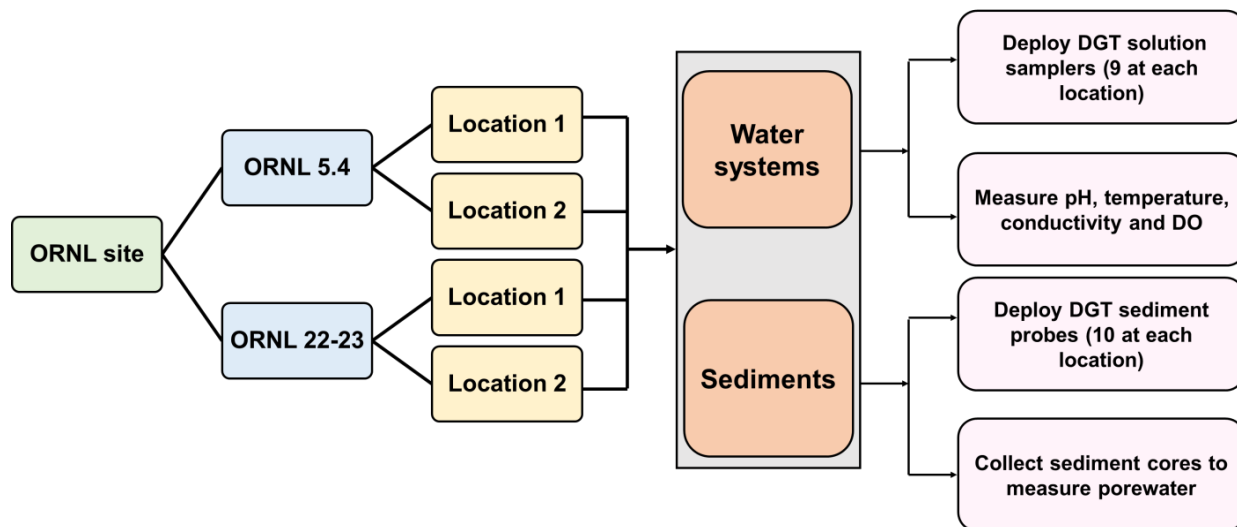 ORNL site
ORNL 5.4
ORNL 22-23
Location 1
Location 2
Location 1
Location 2
Water
systems
Sediments
Deploy DGT solution
samplers (9 at each
location)
Measure pH, temperature,
conductivity and DO
Deploy DGT sediment
probes (10 at each
location)
Collect sediment cores to
measure porewater